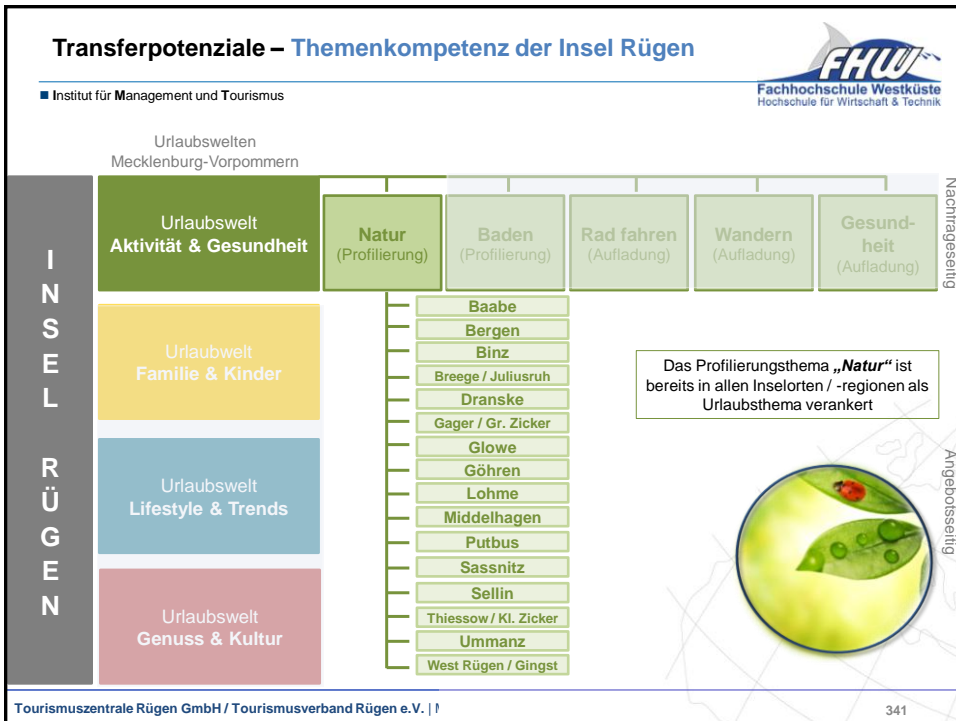 Transferpotenziale – Themenkompetenz der Insel Rügen
FHW
Fachhochschule Westküste
Hochschule für Wirtschaft & Technik
Institut für Management und Tourismus
Urlaubswelten
Mecklenburg-Vorpommern
INSEL RÜGEN
Urlaubswelt
Aktivität & Gesundheit
Natur
(Profilierung)
Baden
(Profilierung)
Rad fahren
(Aufladung)
Wandern
(Aufladung)
Gesund-
heit
(Aufladung)
Nachfrageseitig
Urlaubwelt
Familie & Kinder
Urlaubswelt
Lifestyle & Trends
Urlaubswelt
Genuss & Kultur
Baabe
Bergen
Binz
Breege / Juliusruh
Dranske
Gager / Gr. Zicker
Glowe
Göhren
Lohme
Middelhagen
Putbus
Sassnitz
Sellin
Thiessow / Kl. Zicker
Ummanz
West Rügen / Gingst
Das Profilierungsthema „Natur“ ist
bereits in allen Inselorten / -regionen als
Urlaubsthema verankert
Angebotsseitig
Tourismuszentrale Rügen GmbH / Tourismusverband Rügen e.V. |
341